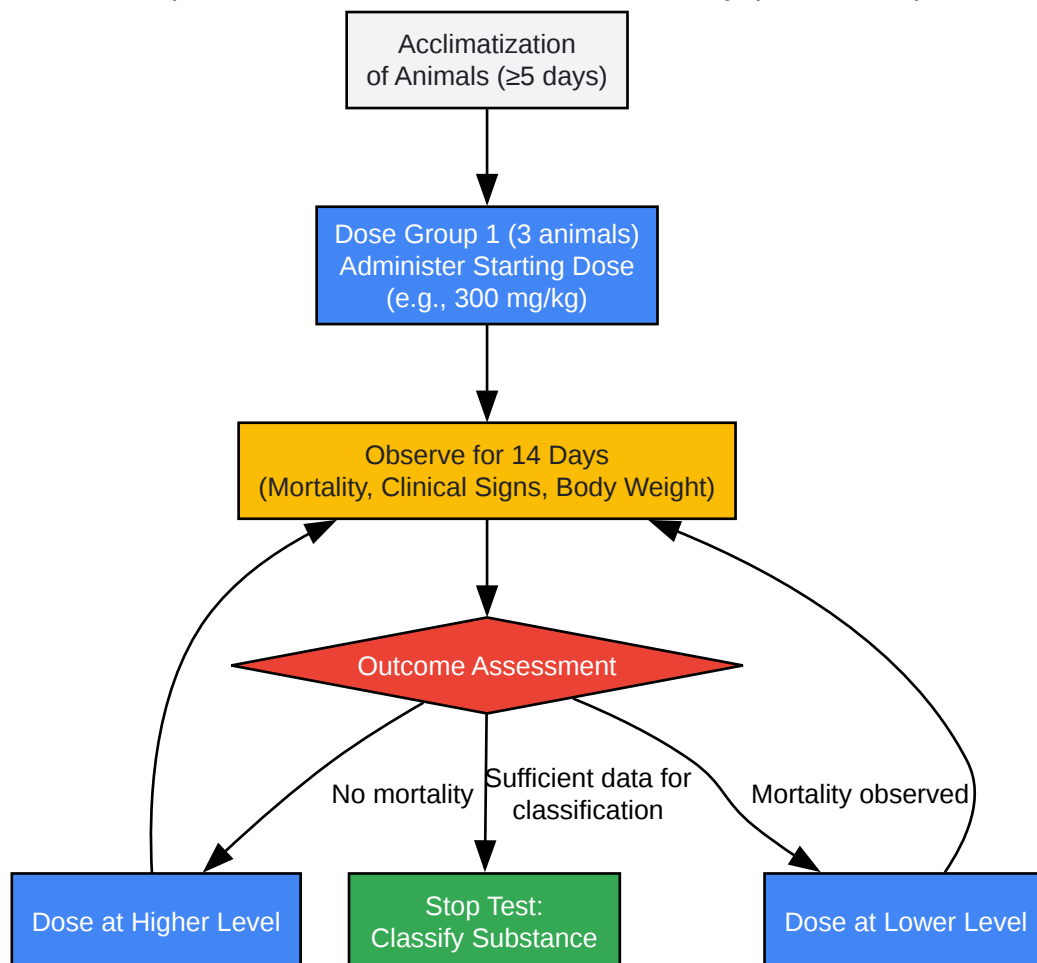 Acclimatization
of Animals (≥5 days)
Dose Group 1 (3 animals)
Administer Starting Dose
(e.g., 300 mg/kg)
Observe for 14 Days
(Mortality, Clinical Signs, Body Weight)
Outcome Assessment
No mortality
Sufficient data for
classification
Mortality observed
Dose at Higher Level
Stop Test:
Classify Substance
Dose at Lower Level